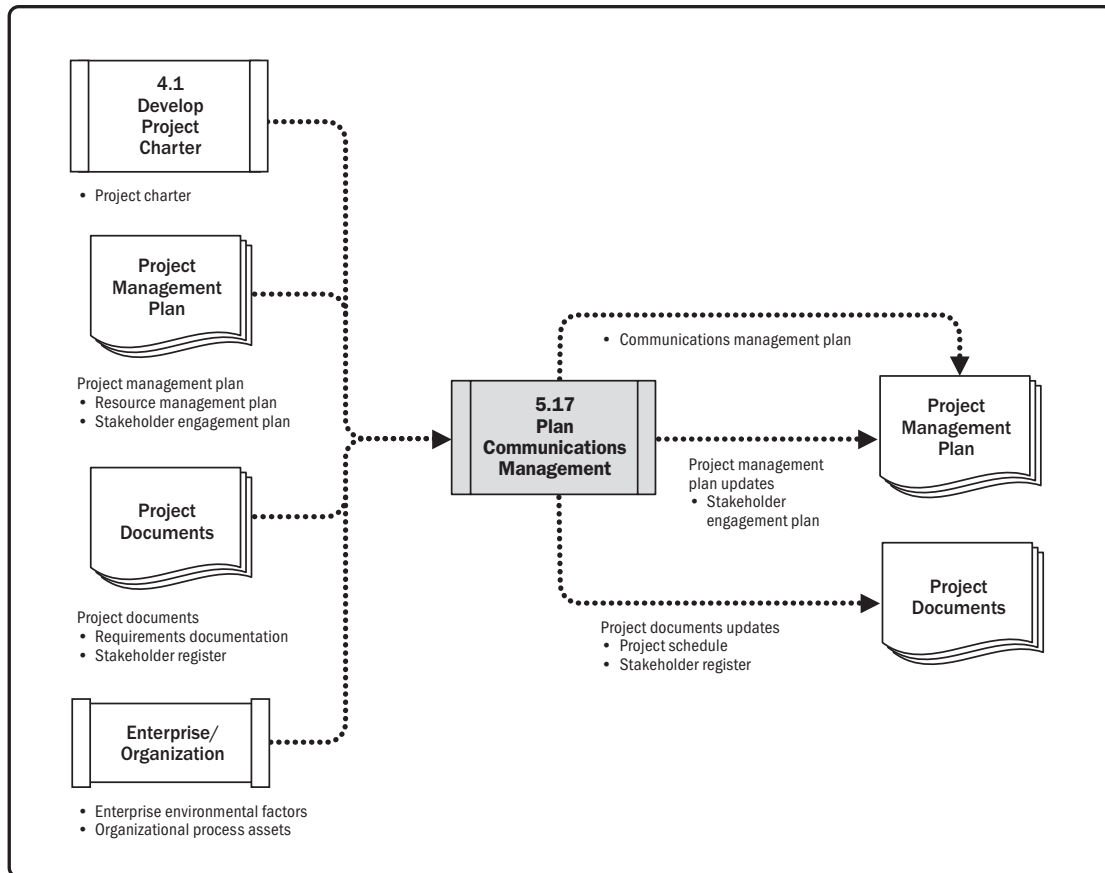 4.1
Develop
Project
Charter
• Project charter
Project
Management
Plan
Project management plan
• Resource management plan
• Stakeholder engagement plan
Project
Documents
Project documents
• Requirements documentation
• Stakeholder register
Enterprise/
Organization
• Enterprise environmental factors
• Organizational process assets
5.17
Plan
Communications
Management
• Communications management plan
Project management
plan updates
• Stakeholder
engagement plan
Project documents updates
• Project schedule
• Stakeholder register
Project
Management
Plan
Project
Documents